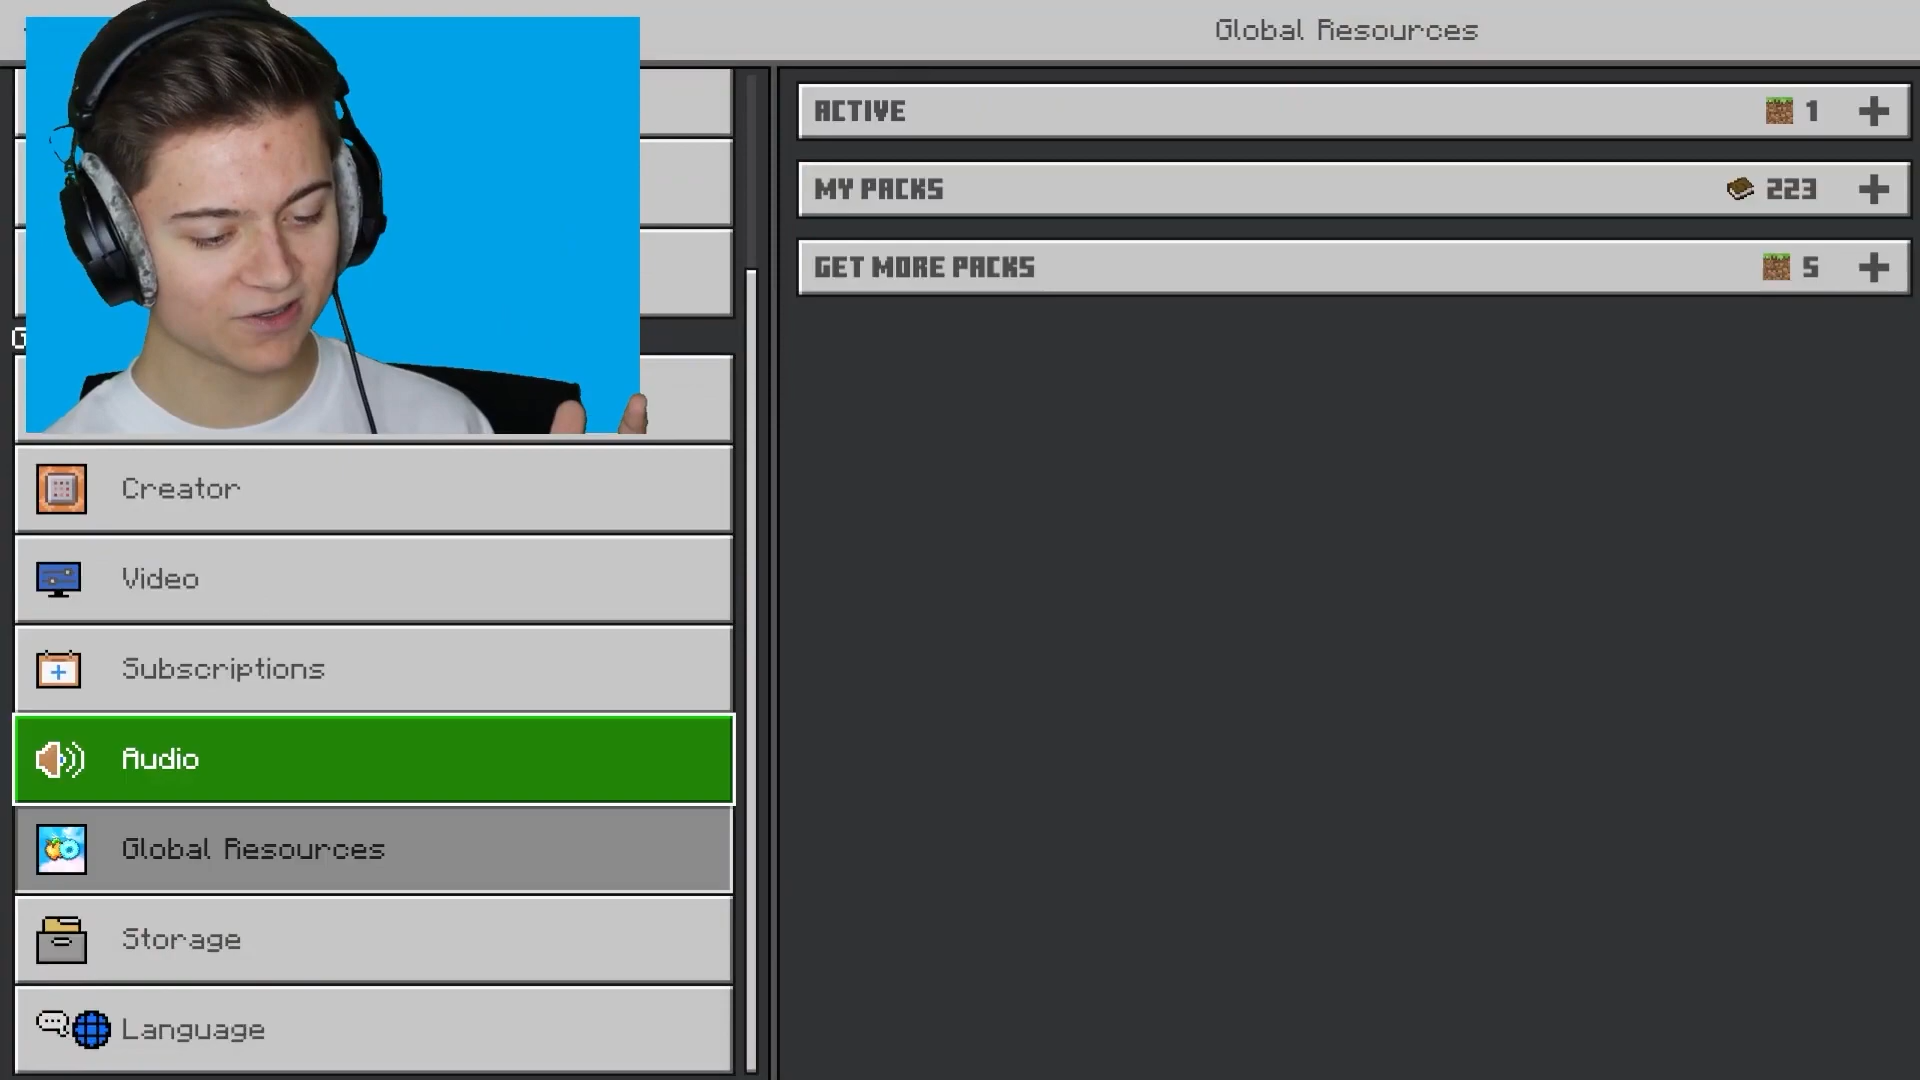 Global Resources
ACTIVE 1
MY PACKS 223
GET MORE PACKS 5
G
Creator
Video
Subscriptions
Audio
Global Resources
Storage
Language